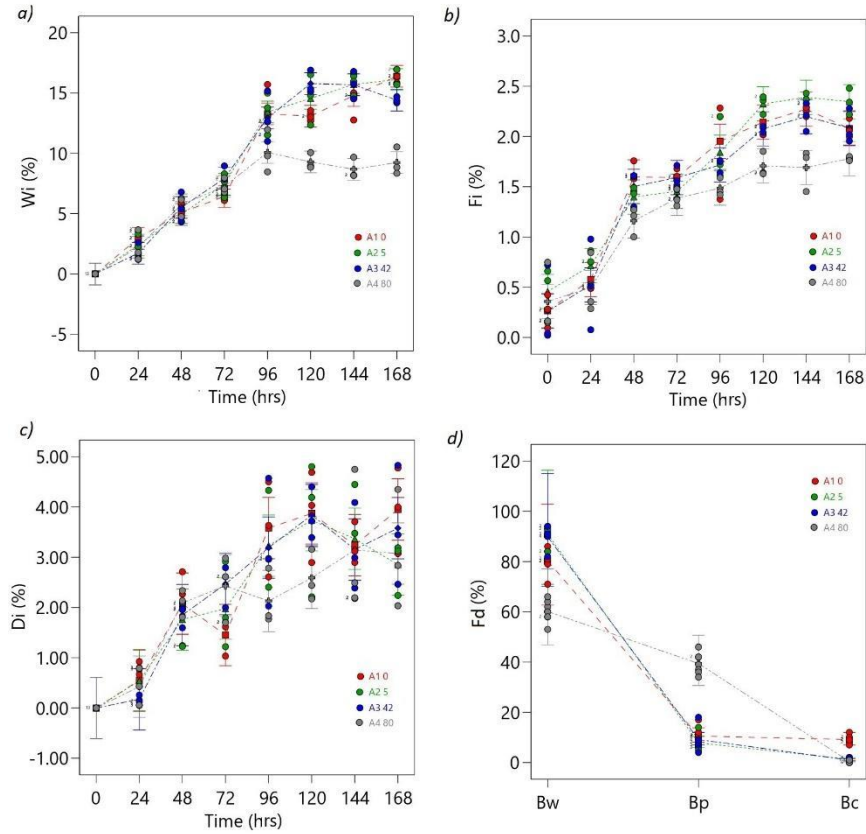 a)
20
15
10
5
0
-5
Wi (%)
A1 0
A2 5
A3 42
A4 80
0 24 48 72 96 120 144 168
Time (hrs)
b)
3.0
2.5
2.0
1.5
1.0
0.5
0.0
Fi (%)
A1 0
A2 5
A3 42
A4 80
0 24 48 72 96 120 144 168
Time (hrs)
c)
5.00
4.00
3.00
2.00
1.00
0.00
-1.00
Di (%)
A1 0
A2 5
A3 42
A4 80
0 24 48 72 96 120 144 168
Time (hrs)
d)
120
100
80
60
40
20
0
Fd (%)
A1 0
A2 5
A3 42
A4 80
Bw Bp Bc